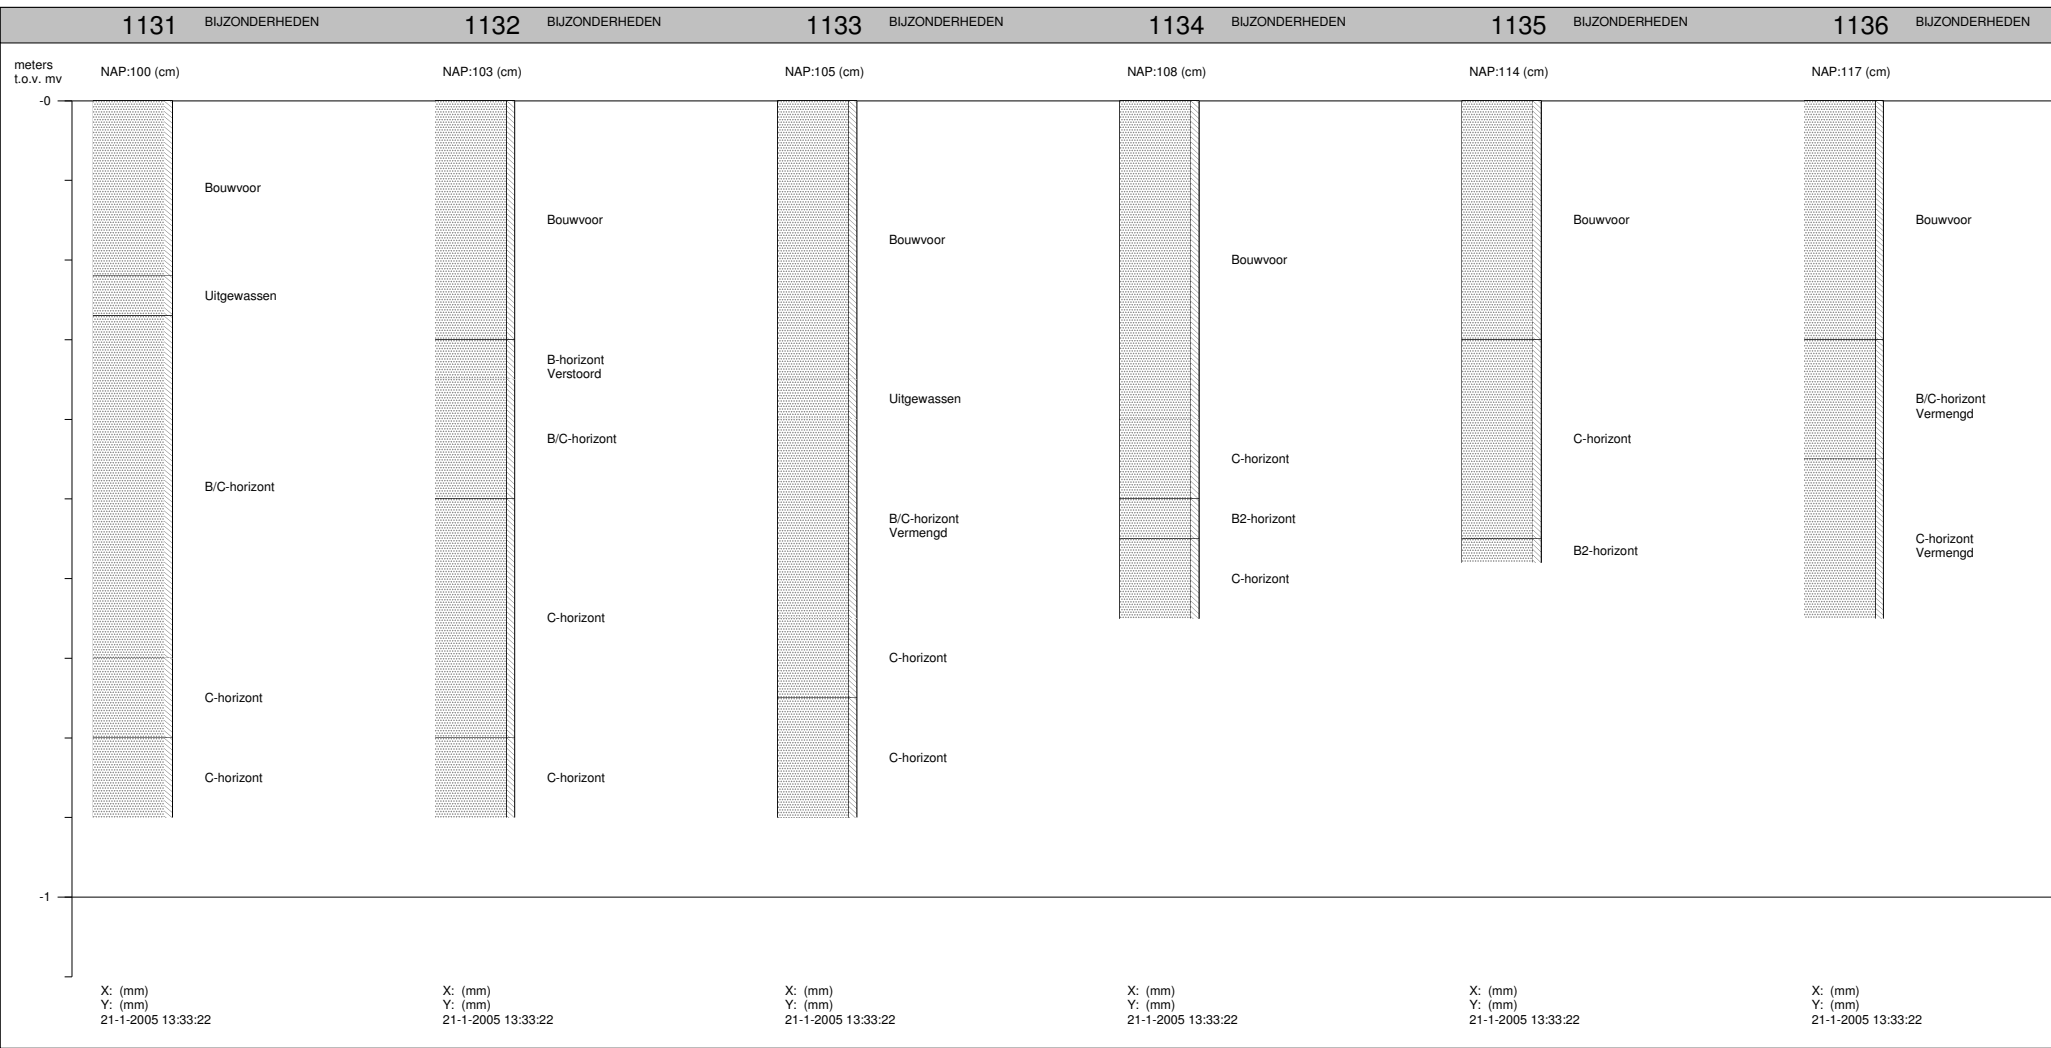 1131 BIJZONDERHEDEN 1132 BIJZONDERHEDEN 1133 BIJZONDERHEDEN 1134 BIJZONDERHEDEN 1135 BIJZONDERHEDEN 1136 BIJZONDERHEDEN
meters
t.o.v. mv
NAP:100 (cm) NAP:103 (cm) NAP:105 (cm) NAP:108 (cm) NAP:114 (cm) NAP:117 (cm)
-0
-1
Bouwvoor
Uitgewassen
B/C-horizont
C-horizont
C-horizont
Bouwvoor
B-horizont
Verstoord
B/C-horizont
C-horizont
C-horizont
Bouwvoor
Uitgewassen
B/C-horizont
Vermengd
C-horizont
C-horizont
Bouwvoor
C-horizont
B2-horizont
C-horizont
Bouwvoor
C-horizont
B2-horizont
Bouwvoor
B/C-horizont
Vermengd
C-horizont
Vermengd
X: (mm) X: (mm) X: (mm) X: (mm) X: (mm) X: (mm)
Y: (mm) Y: (mm) Y: (mm) Y: (mm) Y: (mm) Y: (mm)
21-1-2005 13:33:22 21-1-2005 13:33:22 21-1-2005 13:33:22 21-1-2005 13:33:22 21-1-2005 13:33:22 21-1-2005 13:33:22